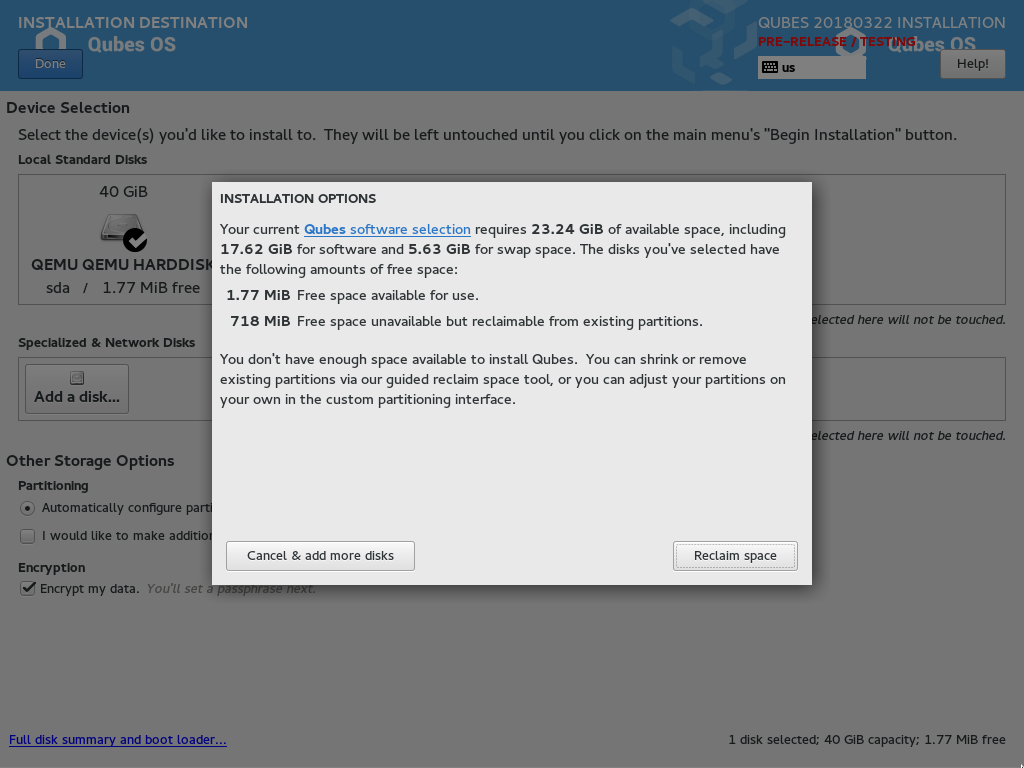 INSTALLATION DESTINATION
Qubes OS
Done
QUBES 20180322 INSTALLATION
PRE-RELEASE / TESTING
Qubes OS
us
Help!
Device Selection
Select the device(s) you'd like to install to.  They will be left untouched until you click on the main menu's "Begin Installation" button.
Local Standard Disks
40 GiB
QEMU QEMU HARDDISK
sda / 1.77 MiB free
elected here will not be touched.
Specialized & Network Disks
Add a disk...
elected here will not be touched.
Other Storage Options
Partitioning
Automatically configure parti
I would like to make addition
Encryption
Encrypt my data. You'll set a passphrase next.
INSTALLATION OPTIONS
Your current Qubes software selection requires 23.24 GiB of available space, including
17.62 GiB for software and 5.63 GiB for swap space. The disks you've selected have
the following amounts of free space:
1.77 MiB Free space available for use.
718 MiB Free space unavailable but reclaimable from existing partitions.
You don't have enough space available to install Qubes.  You can shrink or remove
existing partitions via our guided reclaim space tool, or you can adjust your partitions on
your own in the custom partitioning interface.
Cancel & add more disks
Reclaim space
Full disk summary and boot loader...
1 disk selected; 40 GiB capacity; 1.77 MiB free